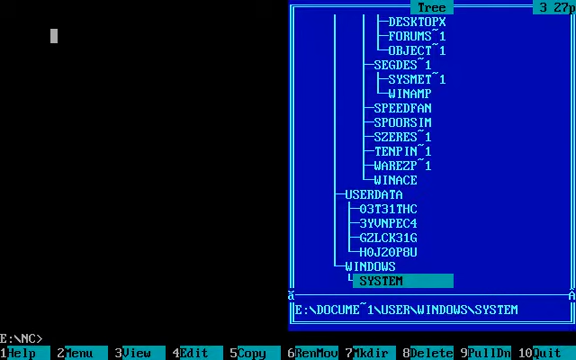 Tree
3 27p
DESKTOPX
FORUMS~1
OBJECT~1
SEGDES~1
SYSMET~1
WINAMP
SPEEDFAN
SPOORSIM
SZERES~1
TENPIN~1
WAREZP~1
WINACE
USERDATA
O3T31THC
3YVNPEC4
GZLCK31G
H0J20P8U
WINDOWS
SYSTEM
E:\DOCUME~1\USER\WINDOWS\SYSTEM
E:\NC>
1Help 2Menu 3View 4Edit 5Copy 6RenMov 7Mkdir 8Delete 9PullDn 10Quit